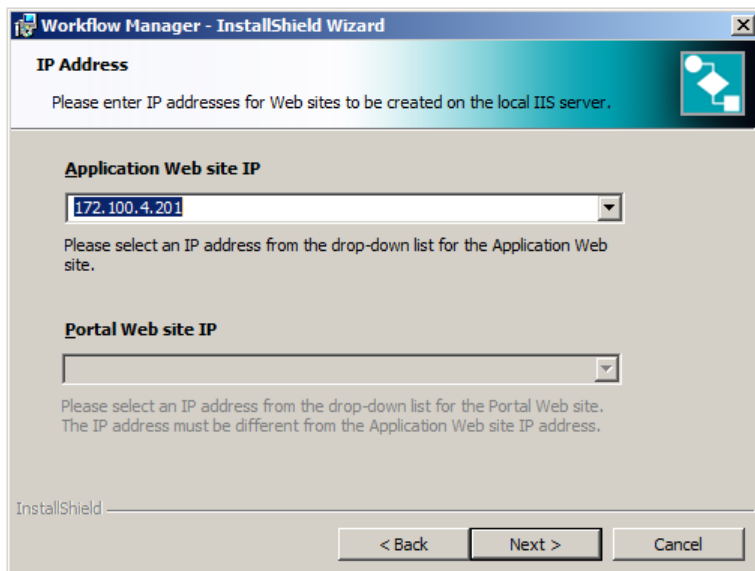 Workflow Manager - InstallShield Wizard
IP Address
Please enter IP addresses for Web sites to be created on the local IIS server.
Application Web site IP
172.100.4.201
Please select an IP address from the drop-down list for the Application Web
site.
Portal Web site IP
Please select an IP address from the drop-down list for the Portal Web site.
The IP address must be different from the Application Web site IP address.
InstallShield
< Back
Next >
Cancel